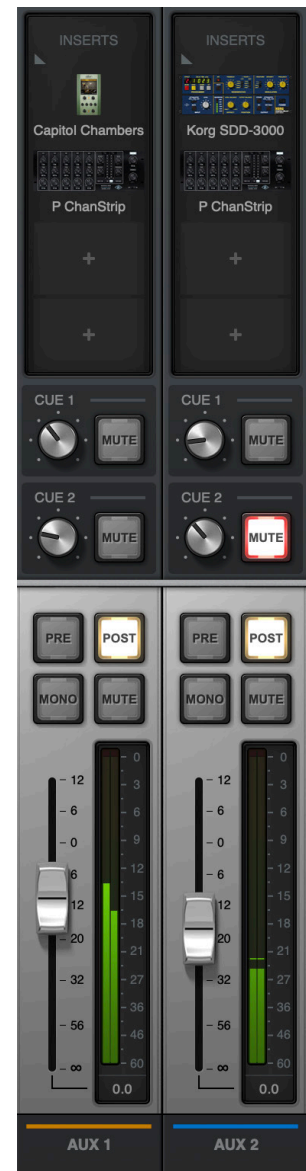 INSERTS
Capitol Chambers
P ChanStrip
+
+
CUE 1
MUTE
CUE 2
MUTE
PRE
POST
MONO
MUTE
12
6
0
6
12
20
32
56
∞
0
3
6
9
12
15
18
21
27
36
46
60
0.0
AUX 1
INSERTS
Korg SDD-3000
P ChanStrip
+
+
CUE 1
MUTE
CUE 2
MUTE
PRE
POST
MONO
MUTE
12
6
0
6
12
20
32
56
∞
0
3
6
9
12
15
18
21
27
36
46
60
0.0
AUX 2